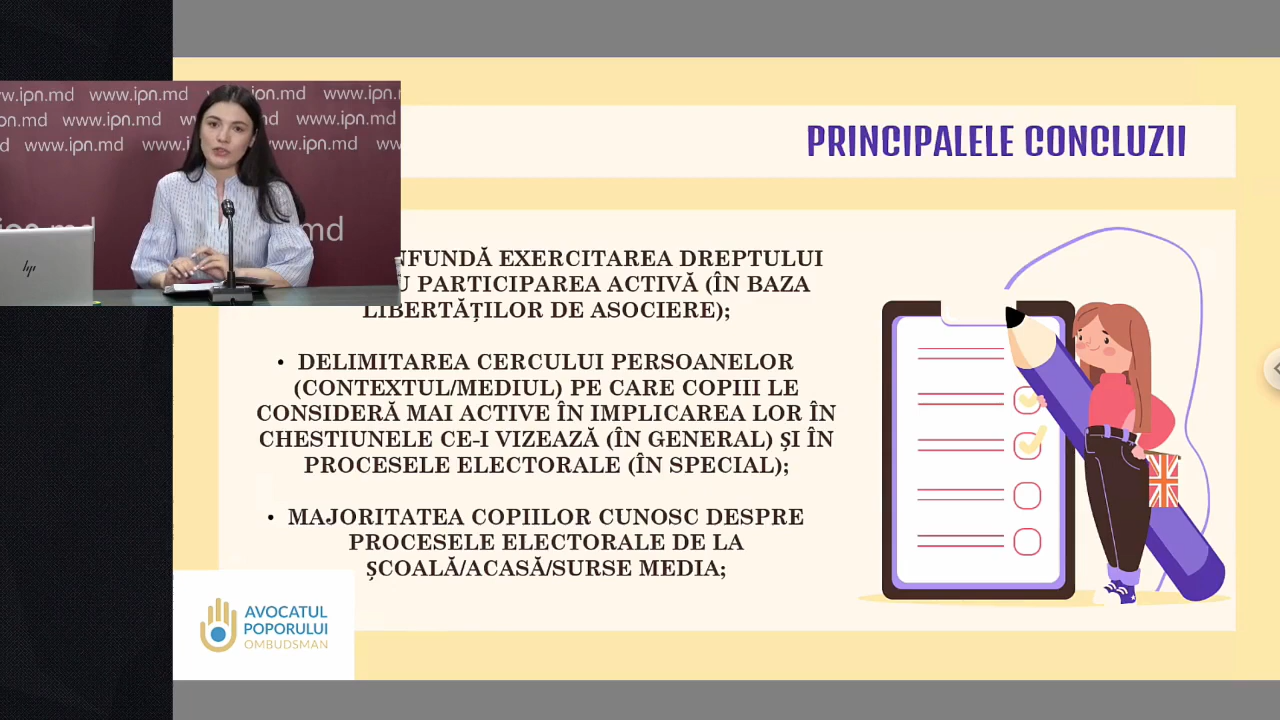 www.ipn.md www.ipn.md
www.ipn.md www.ipn.md
www.ipn.md www.ipn.md
PRINCIPALELE CONCLUZII
EXERCITAREA DREPTULUI
PARTICIPAREA ACTIVĂ (ÎN BAZA
LIBERTĂȚILOR DE ASOCIERE);
• DELIMITAREA CERCULUI PERSOANELOR
(CONTEXTUL/MEDIUL) PE CARE COPIII LE
CONSIDERĂ MAI ACTIVE ÎN IMPLICAREA LOR ÎN
CHESTIUNELE CE-I VIZEAZĂ (ÎN GENERAL) ȘI ÎN
PROCESELE ELECTORALE (ÎN SPECIAL);
• MAJORITATEA COPIILOR CUNOSC DESPRE
PROCESELE ELECTORALE DE LA
ȘCOALĂ/ACASĂ/SURSE MEDIA;
hp
AVOCATUL
POPORULUI
OMBUDSMAN